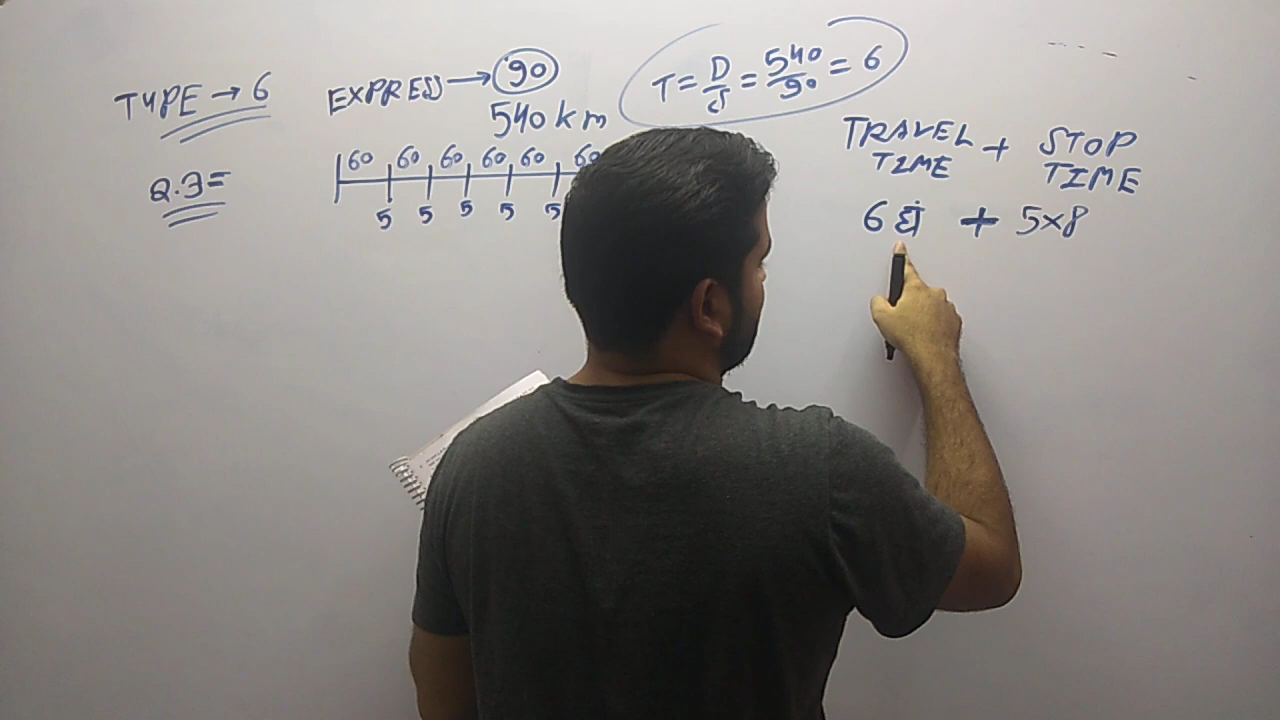 TYPE → 6
Q.3=
EXPRESS → 90
540 km
60 60 60 60 60 60
5 5 5 5 5
T = D/S = 540/90 = 6
TRAVEL TIME + STOP TIME
6 घं + 5×8